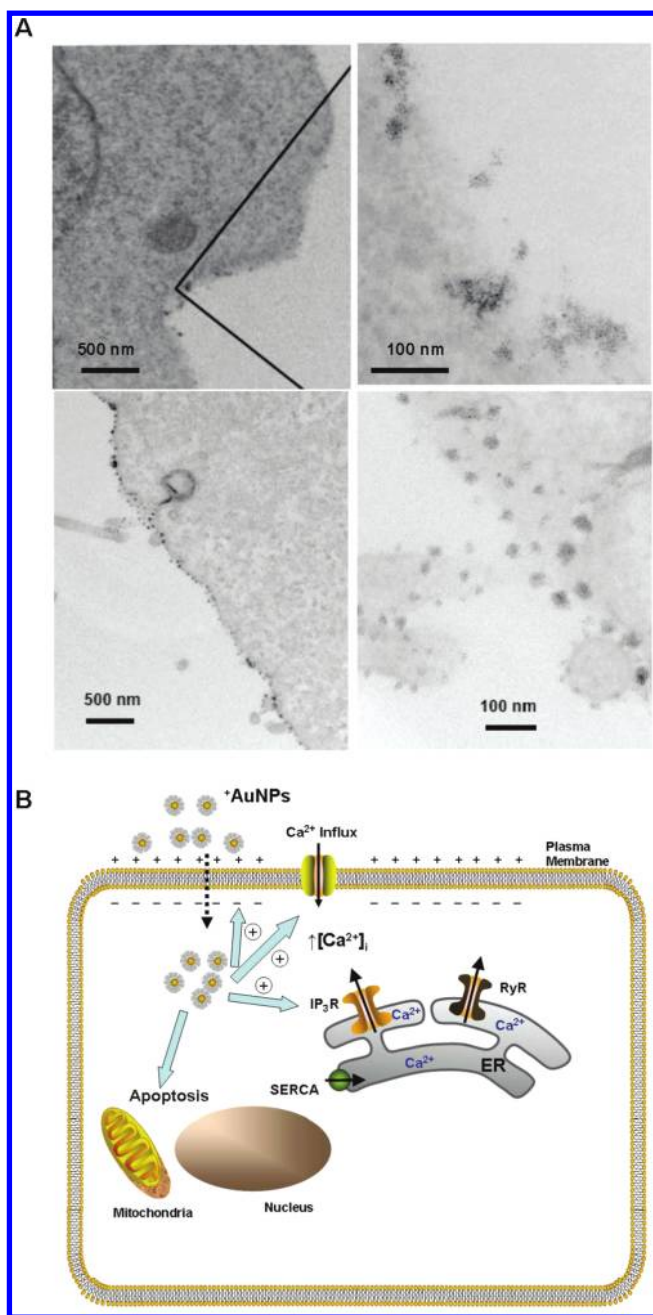 A
500 nm
100 nm
500 nm
100 nm
B
⁺AuNPs
Ca²⁺ Influx
Plasma
Membrane
+ + + + + + + +
+ + + + + + + + +
− − − − − − − −
− − − − − − − − −
↑[Ca²⁺]ᵢ
+
+
+
IP₃R
RyR
Ca²⁺
Ca²⁺
Ca²⁺
ER
SERCA
Apoptosis
Mitochondria
Nucleus